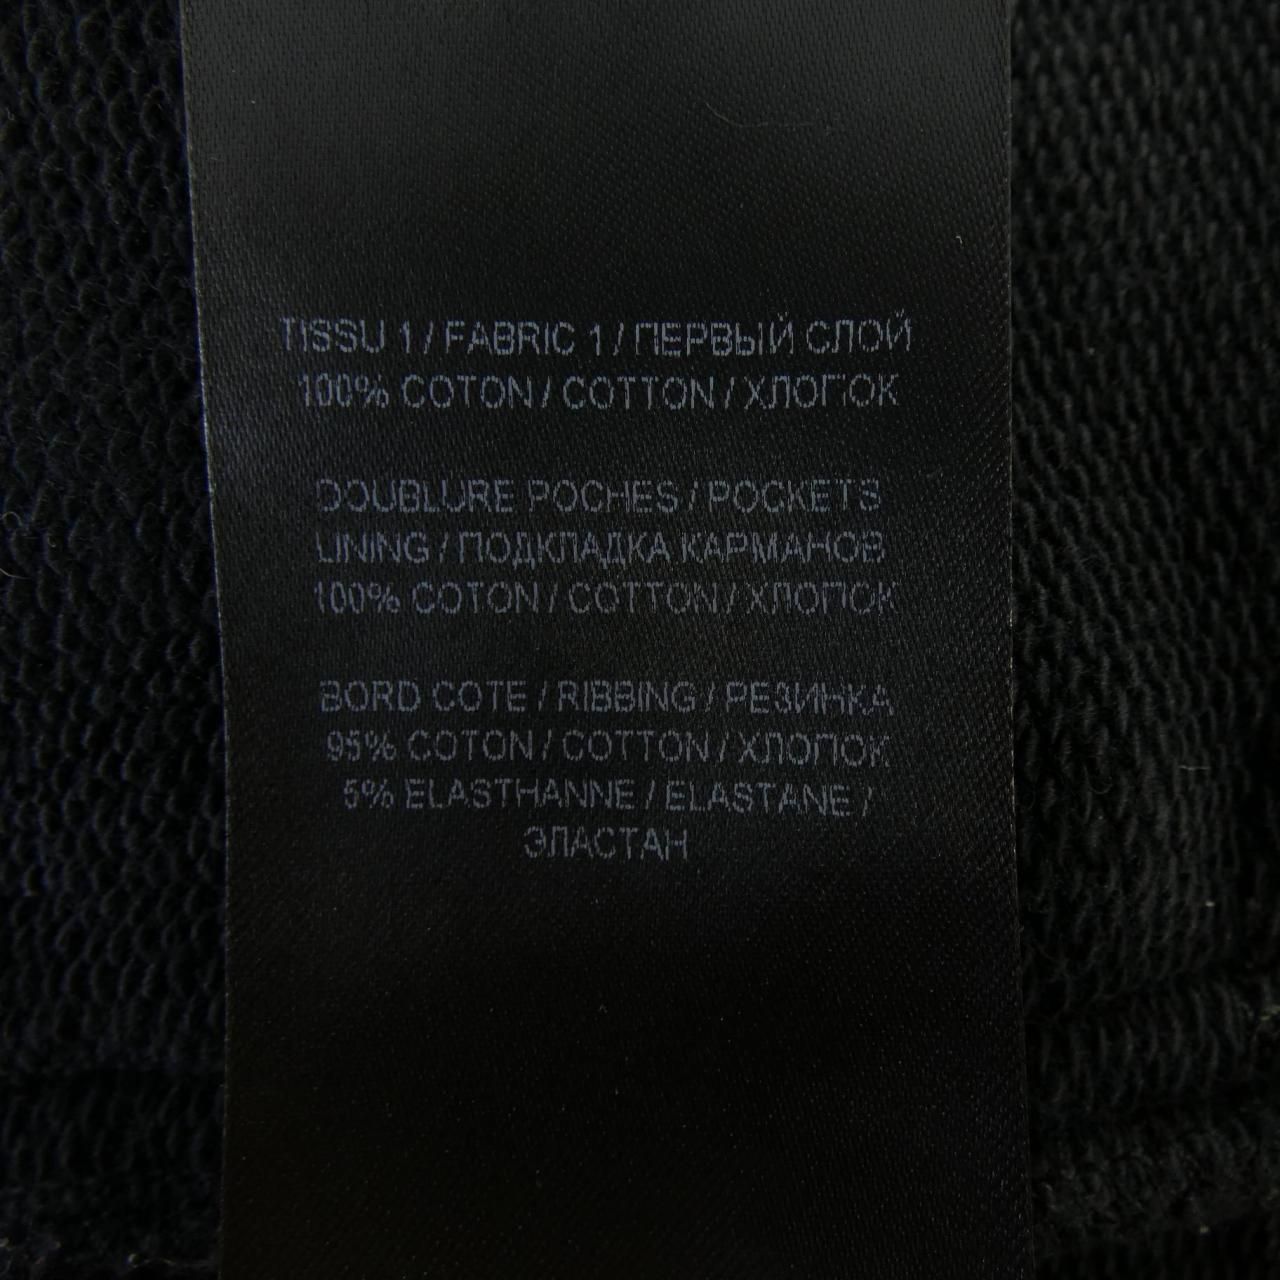 TISSU 1 / FABRIC 1 / ПЕРВЫЙ СЛОЙ
100% COTON / COTTON / ХЛОПОК
DOUBLURE POCHES / POCKETS
LINING / ПОДКЛАДКА КАРМАНОВ
100% COTON / COTTON / ХЛОПОК
BORD COTE / RIBBING / РЕЗИНКА
95% COTON / COTTON / ХЛОПОК
5% ELASTHANNE / ELASTANE /
ЭЛАСТАН